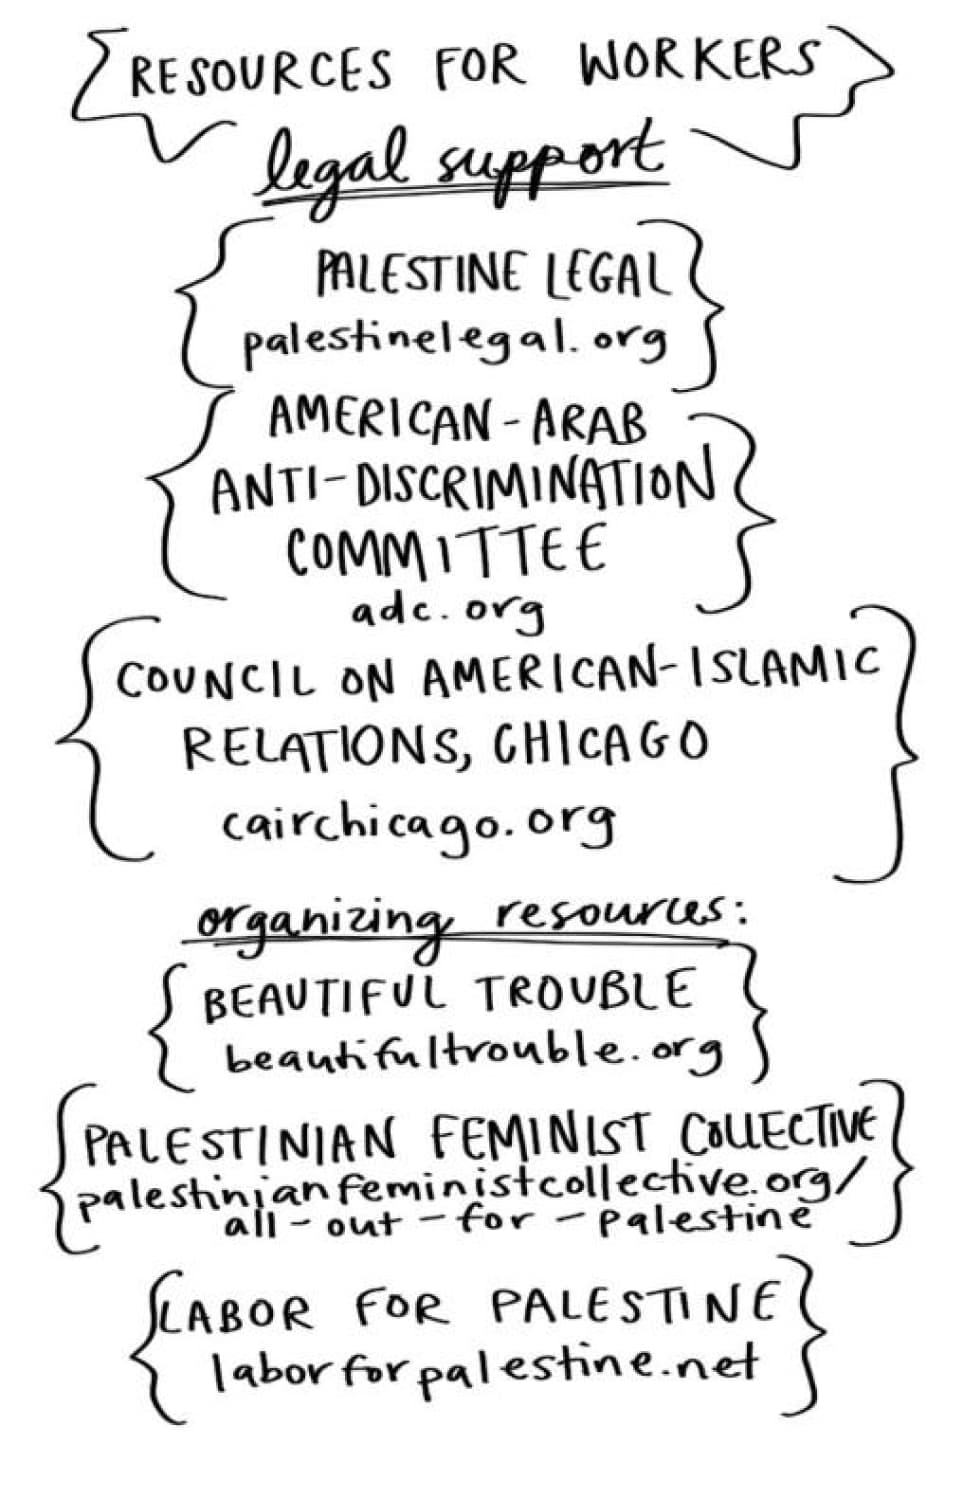 RESOURCES FOR WORKERS
legal support
PALESTINE LEGAL
palestinelegal.org
AMERICAN-ARAB
ANTI-DISCRIMINATION
COMMITTEE
adc.org
COUNCIL ON AMERICAN-ISLAMIC
RELATIONS, CHICAGO
cairchicago.org
organizing resources:
BEAUTIFUL TROUBLE
beautifultrouble.org
PALESTINIAN FEMINIST COLLECTIVE
palestinianfeministcollective.org/
all-out-for-palestine
LABOR FOR PALESTINE
laborforpalestine.net